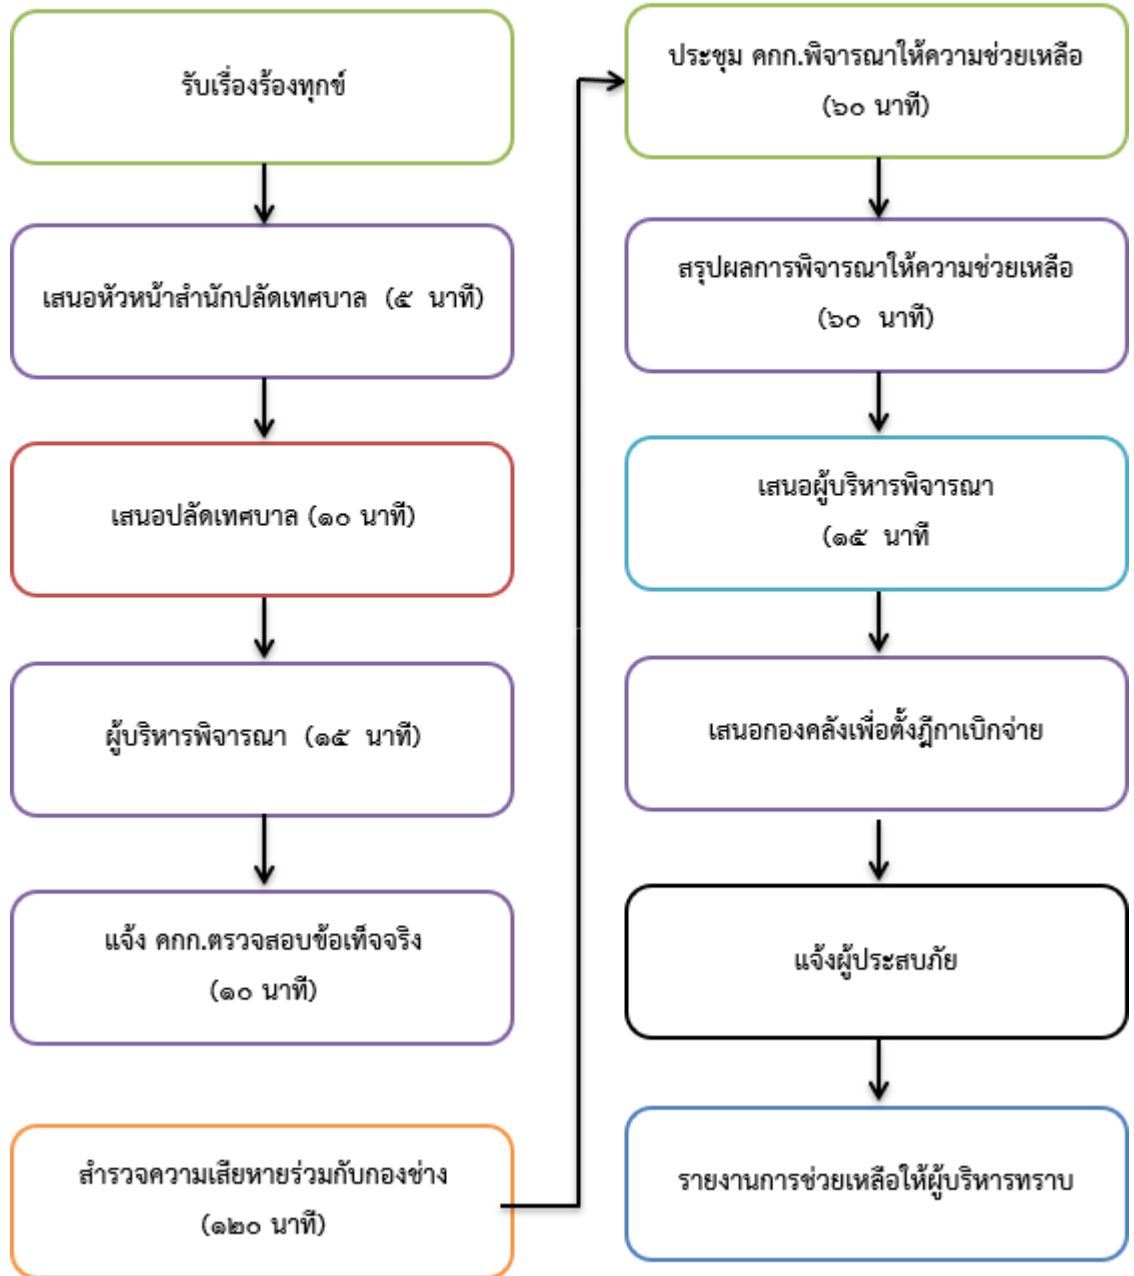 รับเรื่องร้องทุกข์
เสนอหัวหน้าสำนักปลัดเทศบาล (๕ นาที)
เสนอปลัดเทศบาล (๑๐ นาที)
ผู้บริหารพิจารณา (๑๕ นาที)
แจ้ง คกก.ตรวจสอบข้อเท็จจริง
(๑๐ นาที)
สำรวจความเสียหายร่วมกับกองช่าง
(๑๒๐ นาที)
ประชุม คกก.พิจารณาให้ความช่วยเหลือ
(๖๐ นาที)
สรุปผลการพิจารณาให้ความช่วยเหลือ
(๖๐ นาที)
เสนอผู้บริหารพิจารณา
(๑๕ นาที
เสนอกองคลังเพื่อตั้งฎีกาเบิกจ่าย
แจ้งผู้ประสบภัย
รายงานการช่วยเหลือให้ผู้บริหารทราบ